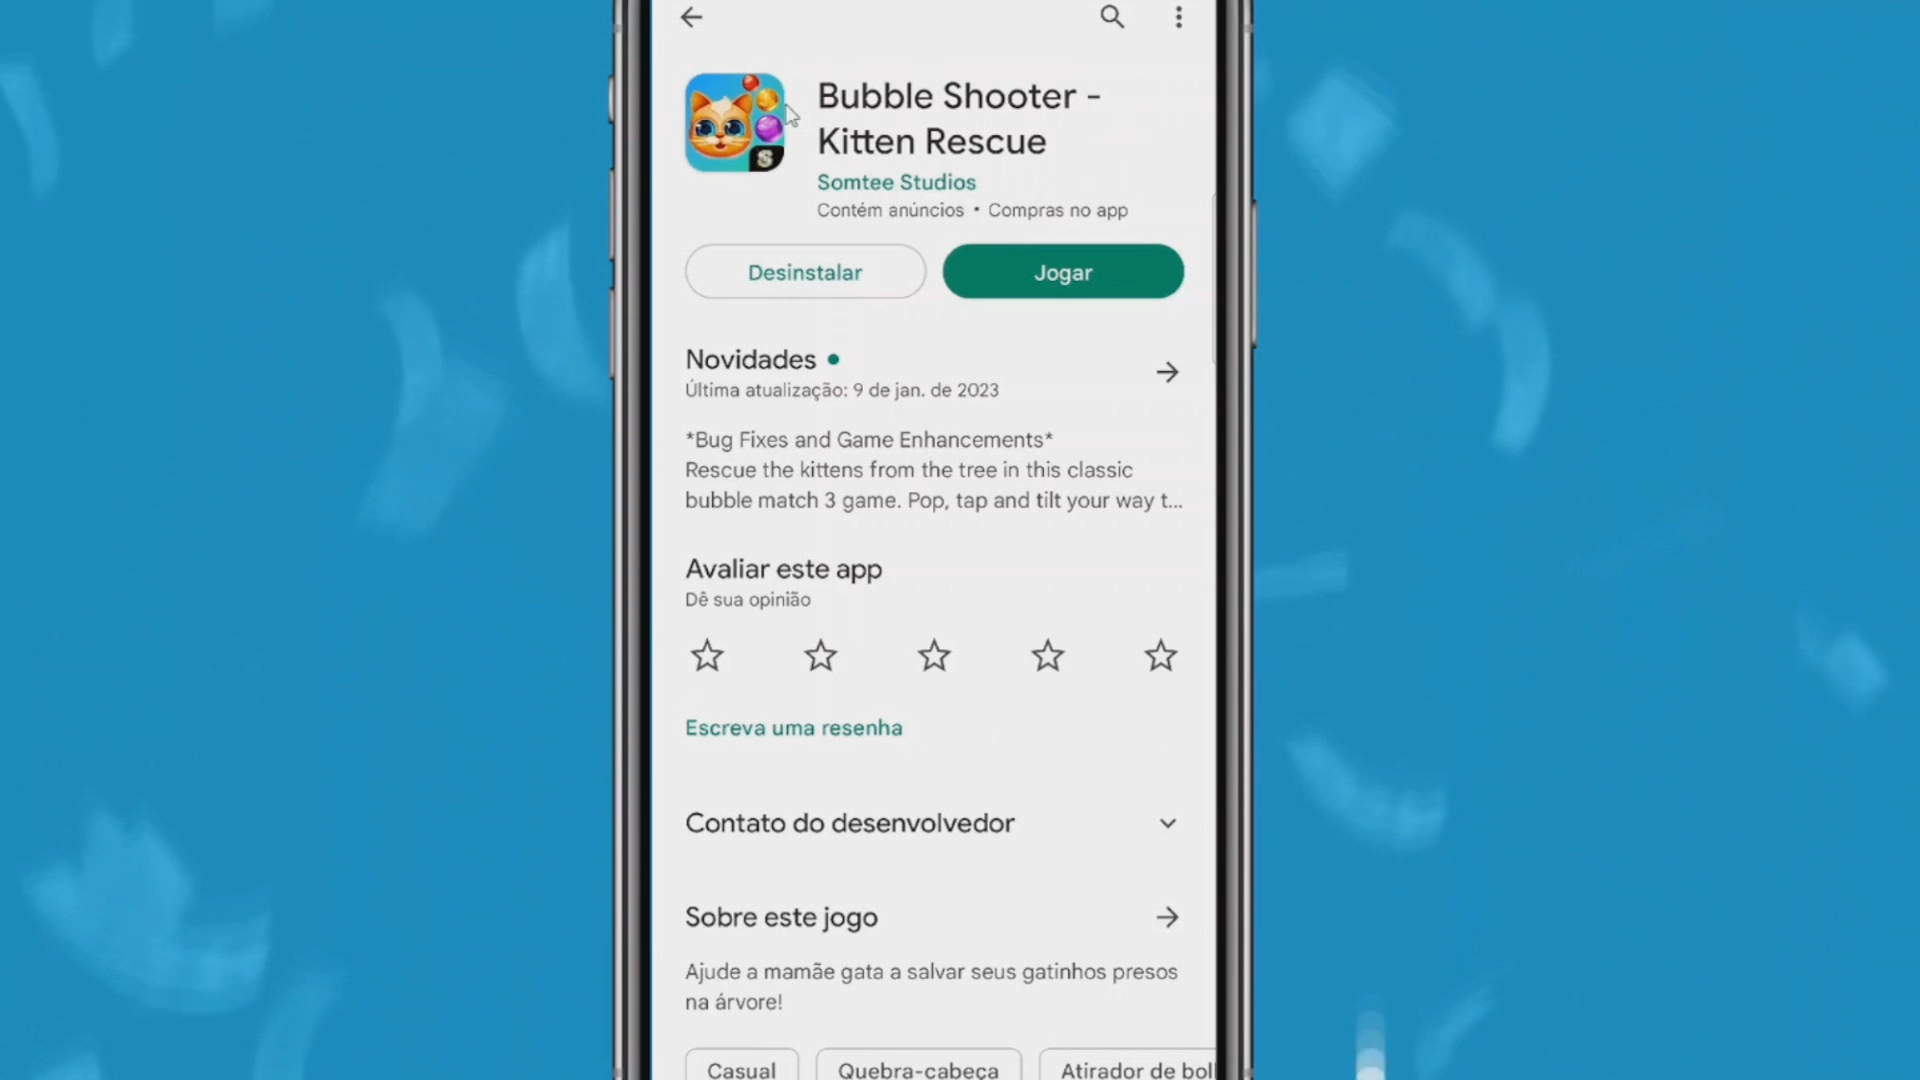 Bubble Shooter -
Kitten Rescue
Somtee Studios
Contém anúncios • Compras no app
Desinstalar
Jogar
Novidades
Última atualização: 9 de jan. de 2023
*Bug Fixes and Game Enhancements*
Rescue the kittens from the tree in this classic
bubble match 3 game. Pop, tap and tilt your way t...
Avaliar este app
Dê sua opinião
Escreva uma resenha
Contato do desenvolvedor
Sobre este jogo
Ajude a mamãe gata a salvar seus gatinhos presos
na árvore!
Casual
Quebra-cabeça
Atirador de bol